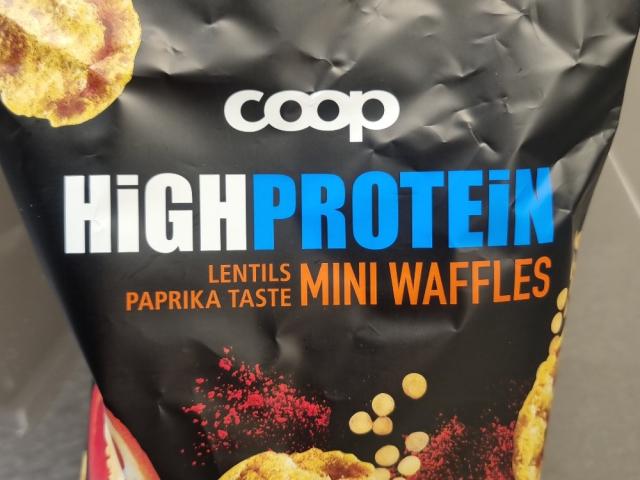 coop
HiGHPROTEiN
LENTILS
PAPRIKA TASTE MINI WAFFLES